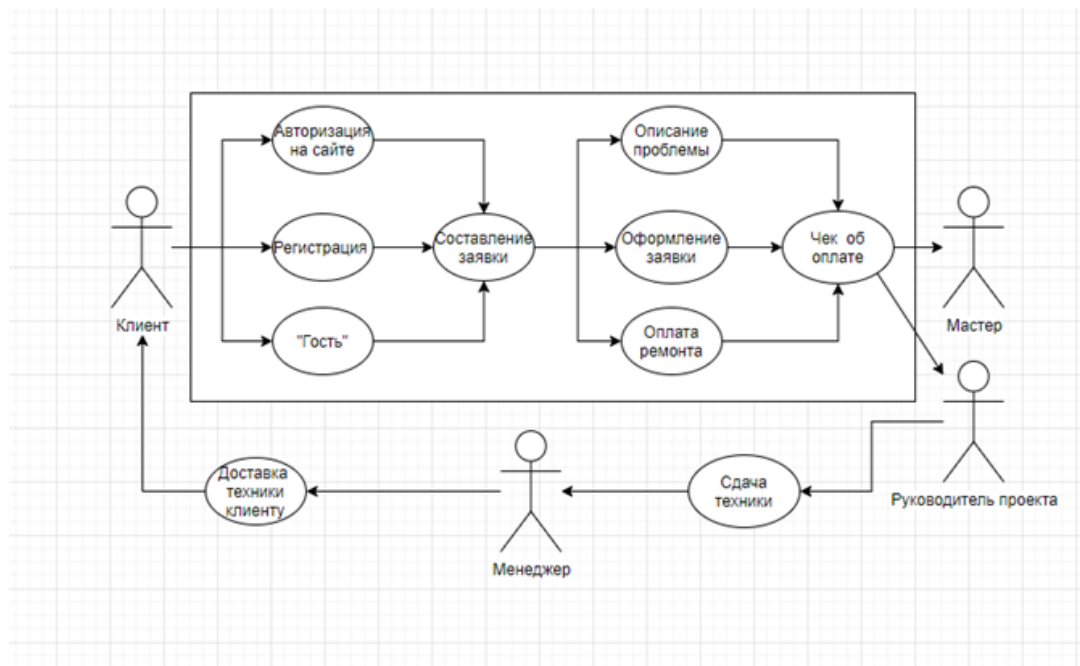 Авторизация
на сайте
Описание
проблемы
Регистрация
Составление
заявки
Оформление
заявки
Чек об
оплате
"Гость"
Оплата
ремонта
Клиент
Мастер
Доставка
техники
клиенту
Сдача
техники
Руководитель проекта
Менеджер